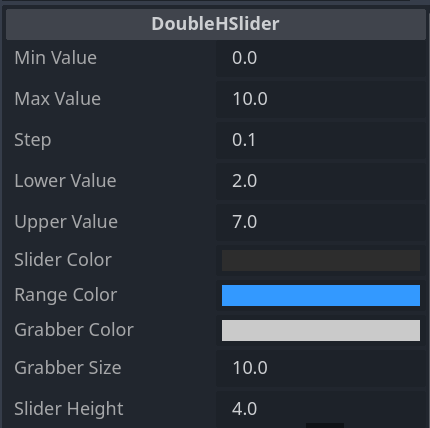 DoubleHSlider
Min Value 0.0
Max Value 10.0
Step 0.1
Lower Value 2.0
Upper Value 7.0
Slider Color
Range Color
Grabber Color
Grabber Size 10.0
Slider Height 4.0